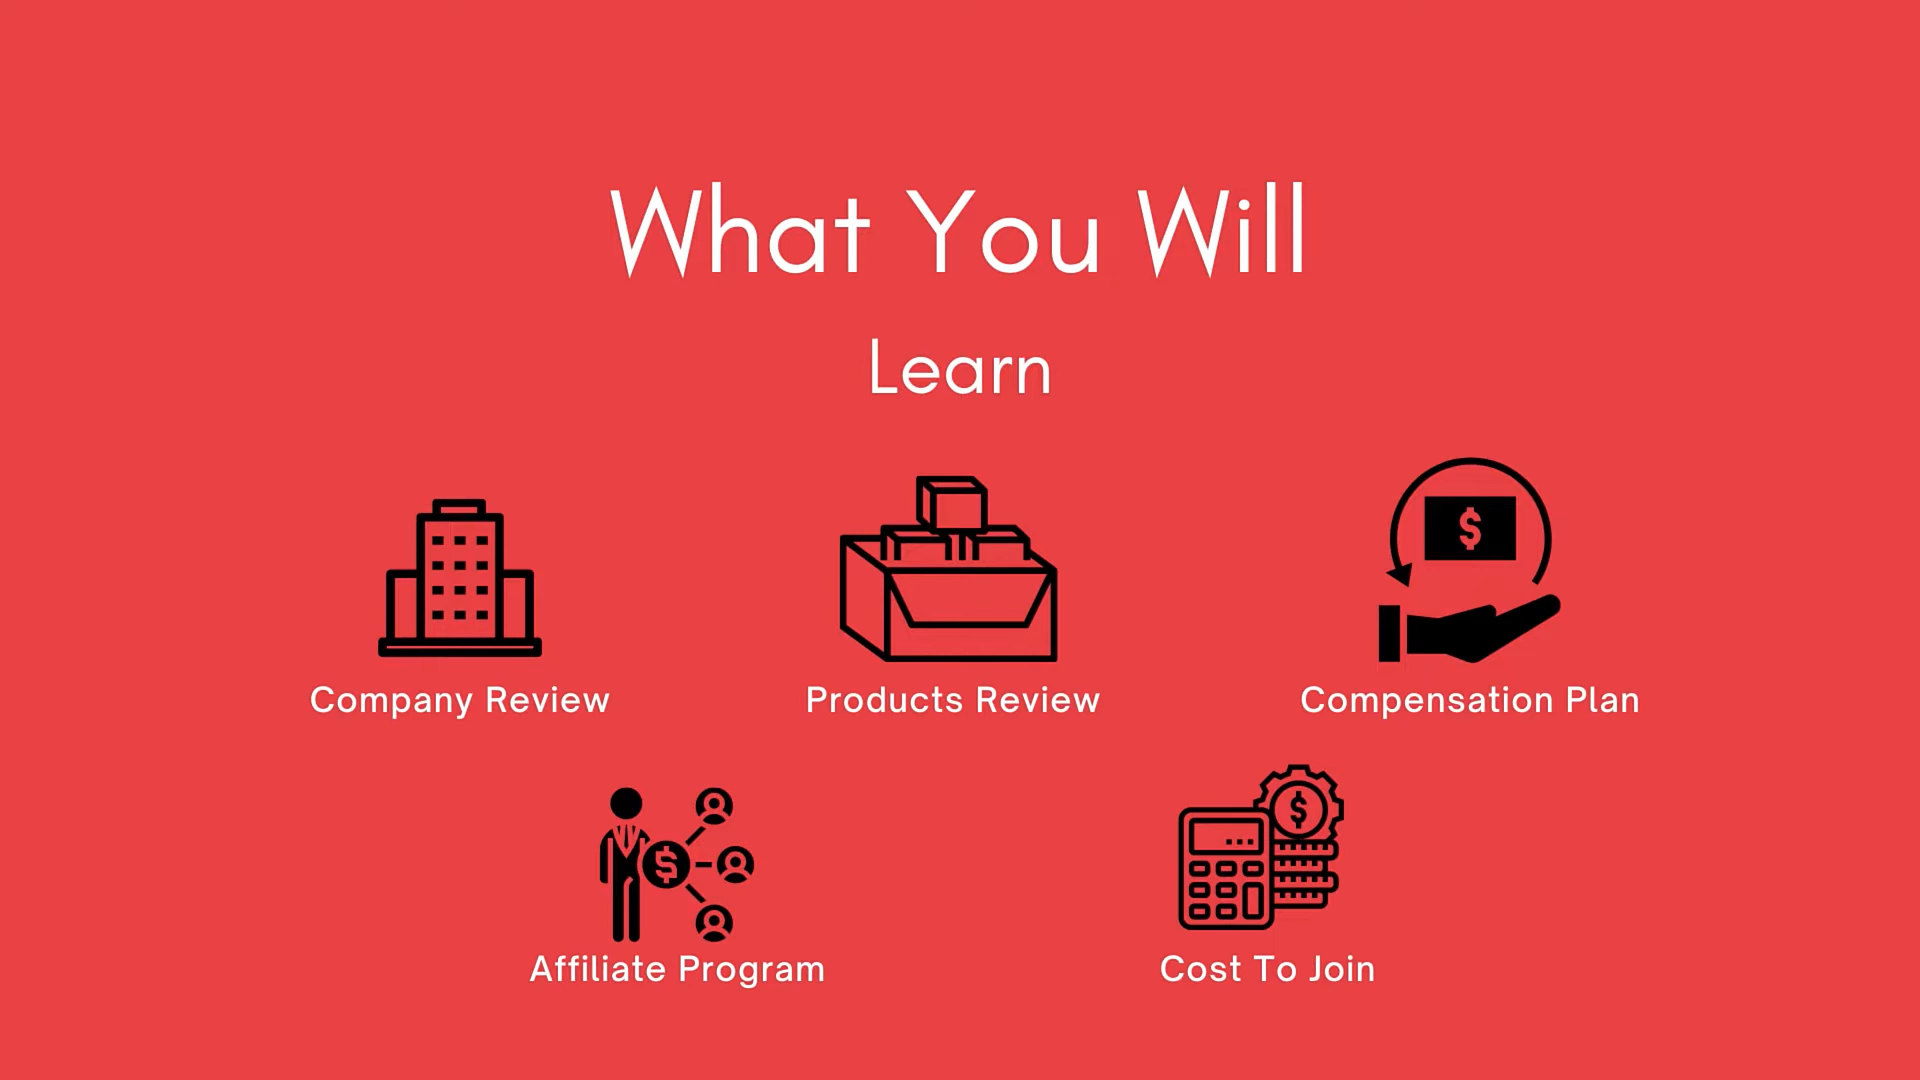 What You Will
Learn
Company Review
Products Review
Compensation Plan
$
Affiliate Program
$
Cost To Join
$